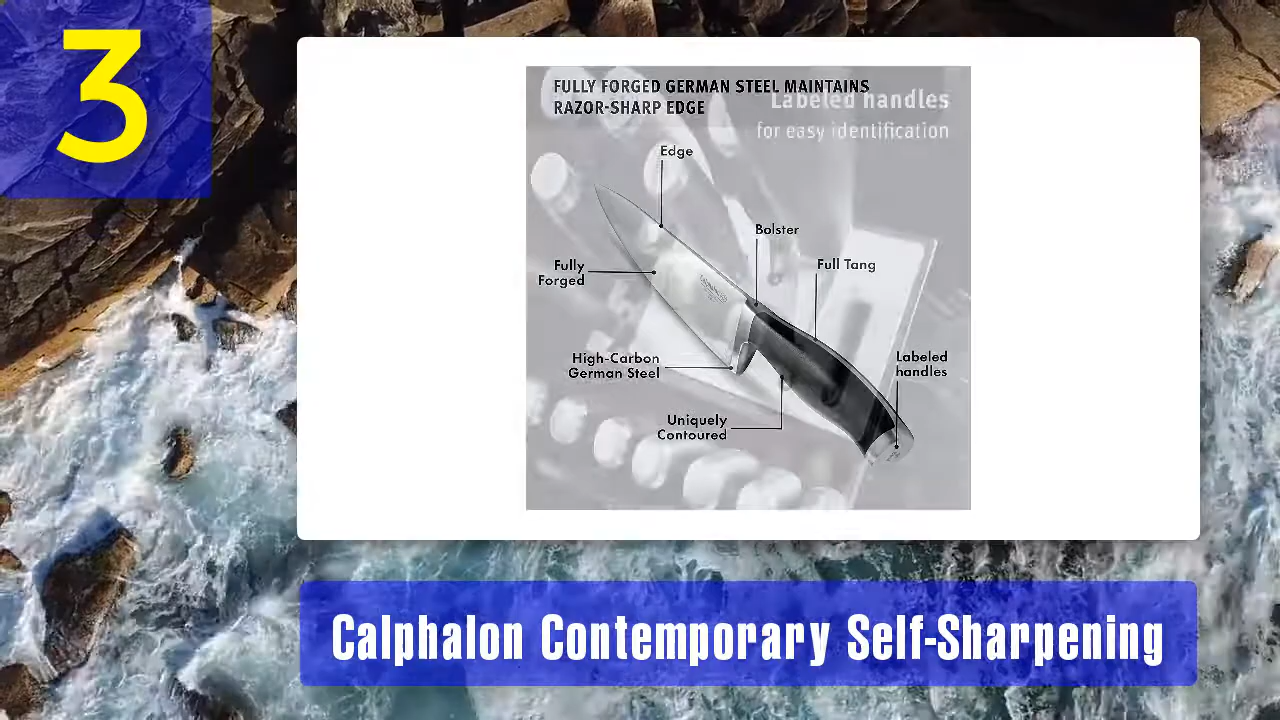 3
FULLY FORGED GERMAN STEEL MAINTAINS
RAZOR-SHARP EDGE
Labeled handles
for easy identification
Edge
Bolster
Full Tang
Fully
Forged
High-Carbon
German Steel
Labeled
handles
Uniquely
Contoured
Calphalon Contemporary Self-Sharpening